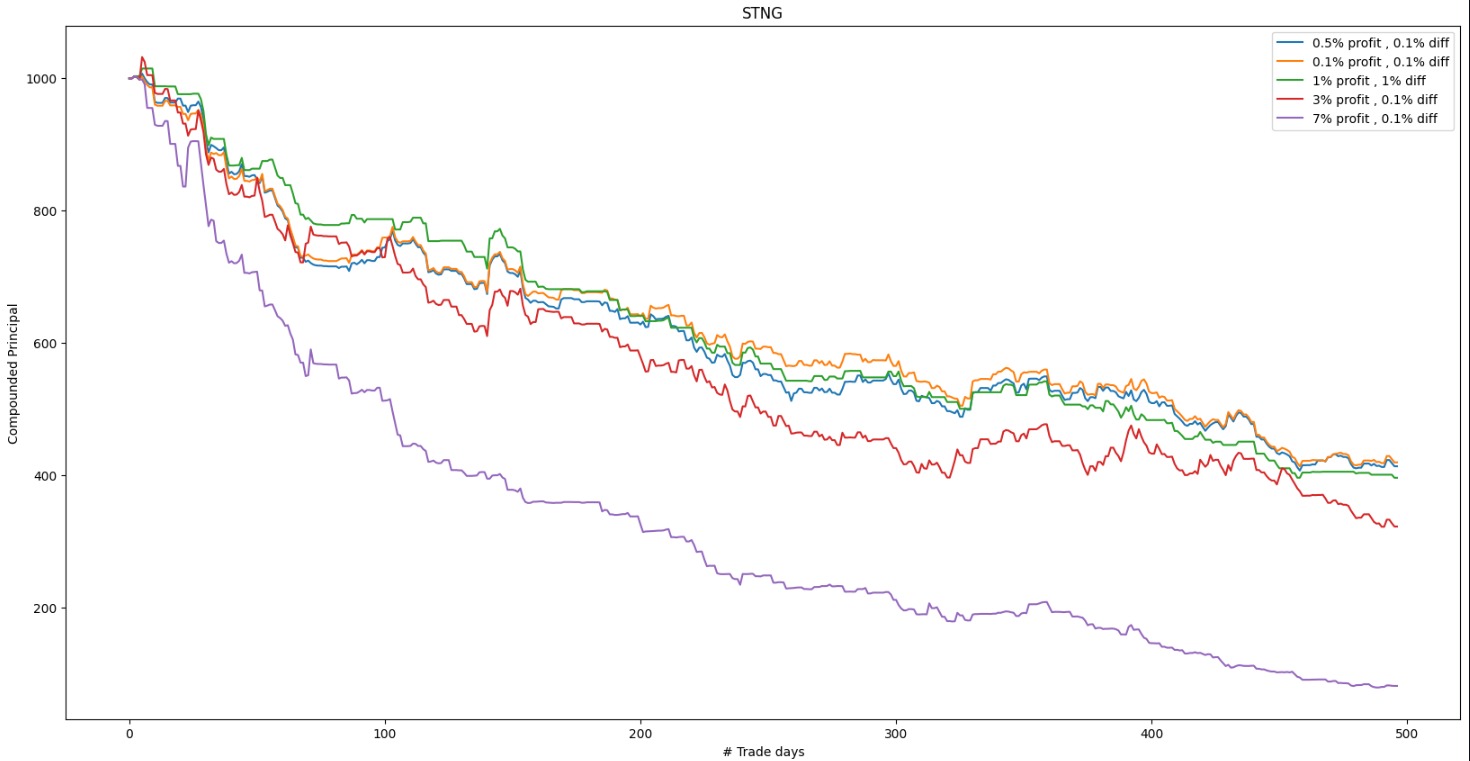 STNG
0.5% profit , 0.1% diff
0.1% profit , 0.1% diff
1% profit , 1% diff
3% profit , 0.1% diff
7% profit , 0.1% diff
1000
800
600
400
200
Compounded Principal
0 100 200 300 400 500
# Trade days